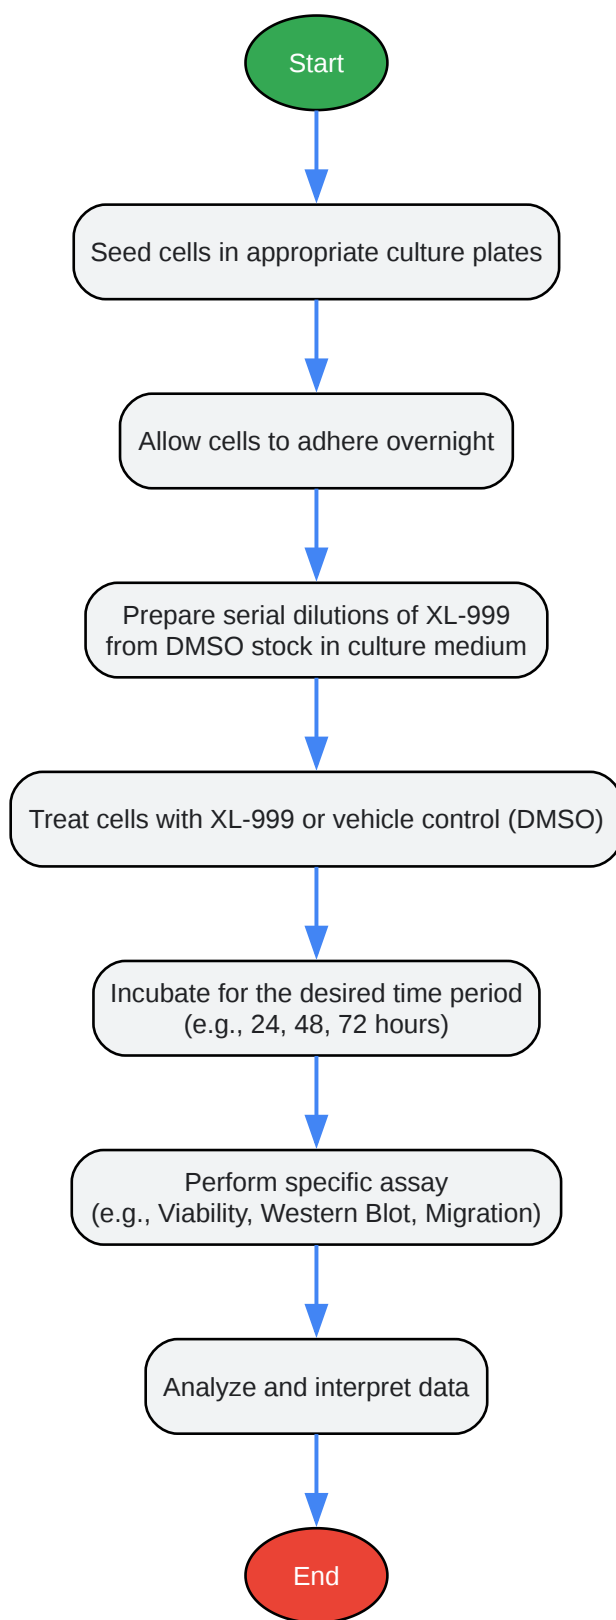 Start
Seed cells in appropriate culture plates
Allow cells to adhere overnight
Prepare serial dilutions of XL-999
from DMSO stock in culture medium
Treat cells with XL-999 or vehicle control (DMSO)
Incubate for the desired time period
(e.g., 24, 48, 72 hours)
Perform specific assay
(e.g., Viability, Western Blot, Migration)
Analyze and interpret data
End